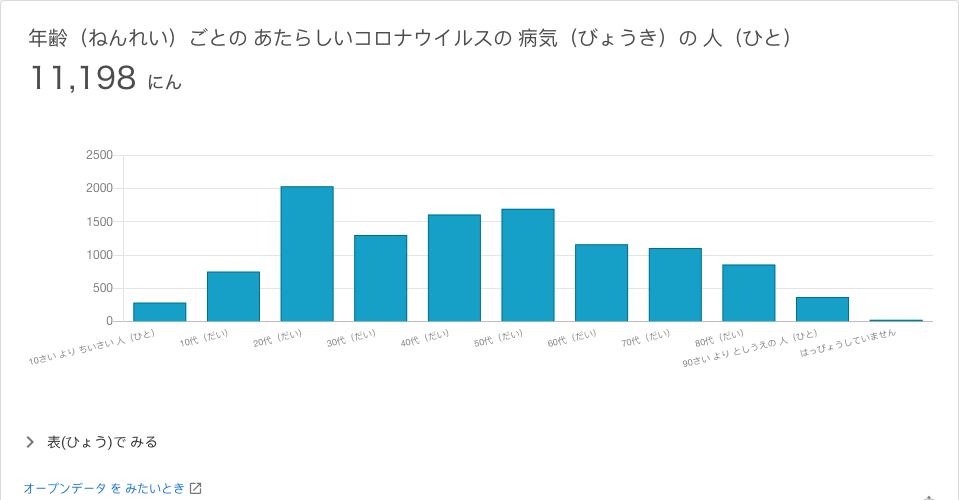 年齢（ねんれい）ごとの あたらしいコロナウイルスの 病気（びょうき）の 人（ひと）
11,198 にん
2500
2000
1500
1000
500
0
10さい より ちいさい 人（ひと）
10代（だい）
20代（だい）
30代（だい）
40代（だい）
50代（だい）
60代（だい）
70代（だい）
80代（だい）
90さい より としうえの 人（ひと）
はっぴょうしていません
表(ひょう)で みる
オープンデータ を みたいとき